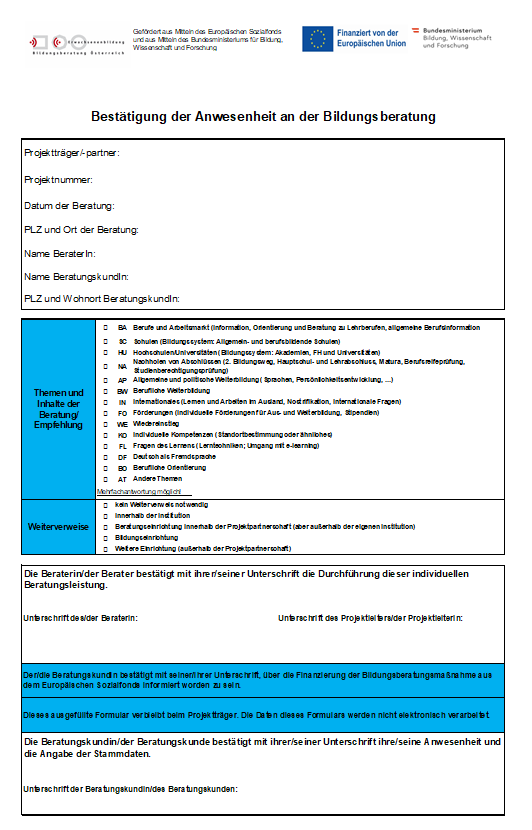 Erwachsenenbildung
Bildungsberatung Österreich
Gefördert aus Mitteln des Europäischen Sozialfonds
und aus Mitteln des Bundesministeriums für Bildung,
Wissenschaft und Forschung
Finanziert von der
Europäischen Union
Bundesministerium
Bildung, Wissenschaft
und Forschung
Bestätigung der Anwesenheit an der Bildungsberatung
Projektträger/-partner:
Projektnummer:
Datum der Beratung:
PLZ und Ort der Beratung:
Name BeraterIn:
Name BeratungskundIn:
PLZ und Wohnort BeratungskundIn:
Themen und
Inhalte der
Beratung/
Empfehlung
BA Berufe und Arbeitsmarkt (Information, Orientierung und Beratung zu Lehrberufen, allgemeine Berufsinformation
SC Schulen (Bildungssystem: Allgemein- und berufsbildende Schulen)
HU Hochschulen/Universitäten (Bildungssystem: Akademien, FH und Universitäten)
NA Nachholen von Abschlüssen (2. Bildungsweg, Hauptschul- und Lehrabschluss, Matura, Berufsreifeprüfung,
Studienberechtigungsprüfung)
AP Allgemeine und politische Weiterbildung (Sprachen, Persönlichkeitsentwicklung, ...)
BW Berufliche Weiterbildung
IN Internationales (Lernen und Arbeiten im Ausland, Nostrifikation, Internationale Fragen)
FO Förderungen (individuelle Förderungen für Aus- und Weiterbildung, Stipendien)
WE Wiedereinstieg
KO Individuelle Kompetenzen (Standortbestimmung oder ähnliches)
FL Fragen des Lernens (Lerntechniken; Umgang mit e-learning)
DF Deutsch als Fremdsprache
BO Berufliche Orientierung
AT Andere Themen
Mehrfachantwortung möglich!
Weiterverweise
kein Weiterverweis notwendig
innerhalb der Institution
Beratungseinrichtung innerhalb der Projektpartnerschaft (aber außerhalb der eigenen Institution)
Bildungseinrichtung
Weitere Einrichtung (außerhalb der Projektpartnerschaft)
Die Beraterin/der Berater bestätigt mit ihrer/seiner Unterschrift die Durchführung dieser individuellen
Beratungsleistung.
Unterschrift des/der BeraterIn: Unterschrift des Projektleiters/der ProjektleiterIn:
Der/die BeratungskundIn bestätigt mit seiner/ihrer Unterschrift, über die Finanzierung der Bildungsberatungsmaßnahme aus
dem Europäischen Sozialfonds informiert worden zu sein.
Dieses ausgefüllte Formular verbleibt beim Projektträger. Die Daten dieses Formulars werden nicht elektronisch verarbeitet.
Die Beratungskundin/der Beratungskunde bestätigt mit ihrer/seiner Unterschrift ihre/seine Anwesenheit und
die Angabe der Stammdaten.
Unterschrift der Beratungskundin/des Beratungskunden: